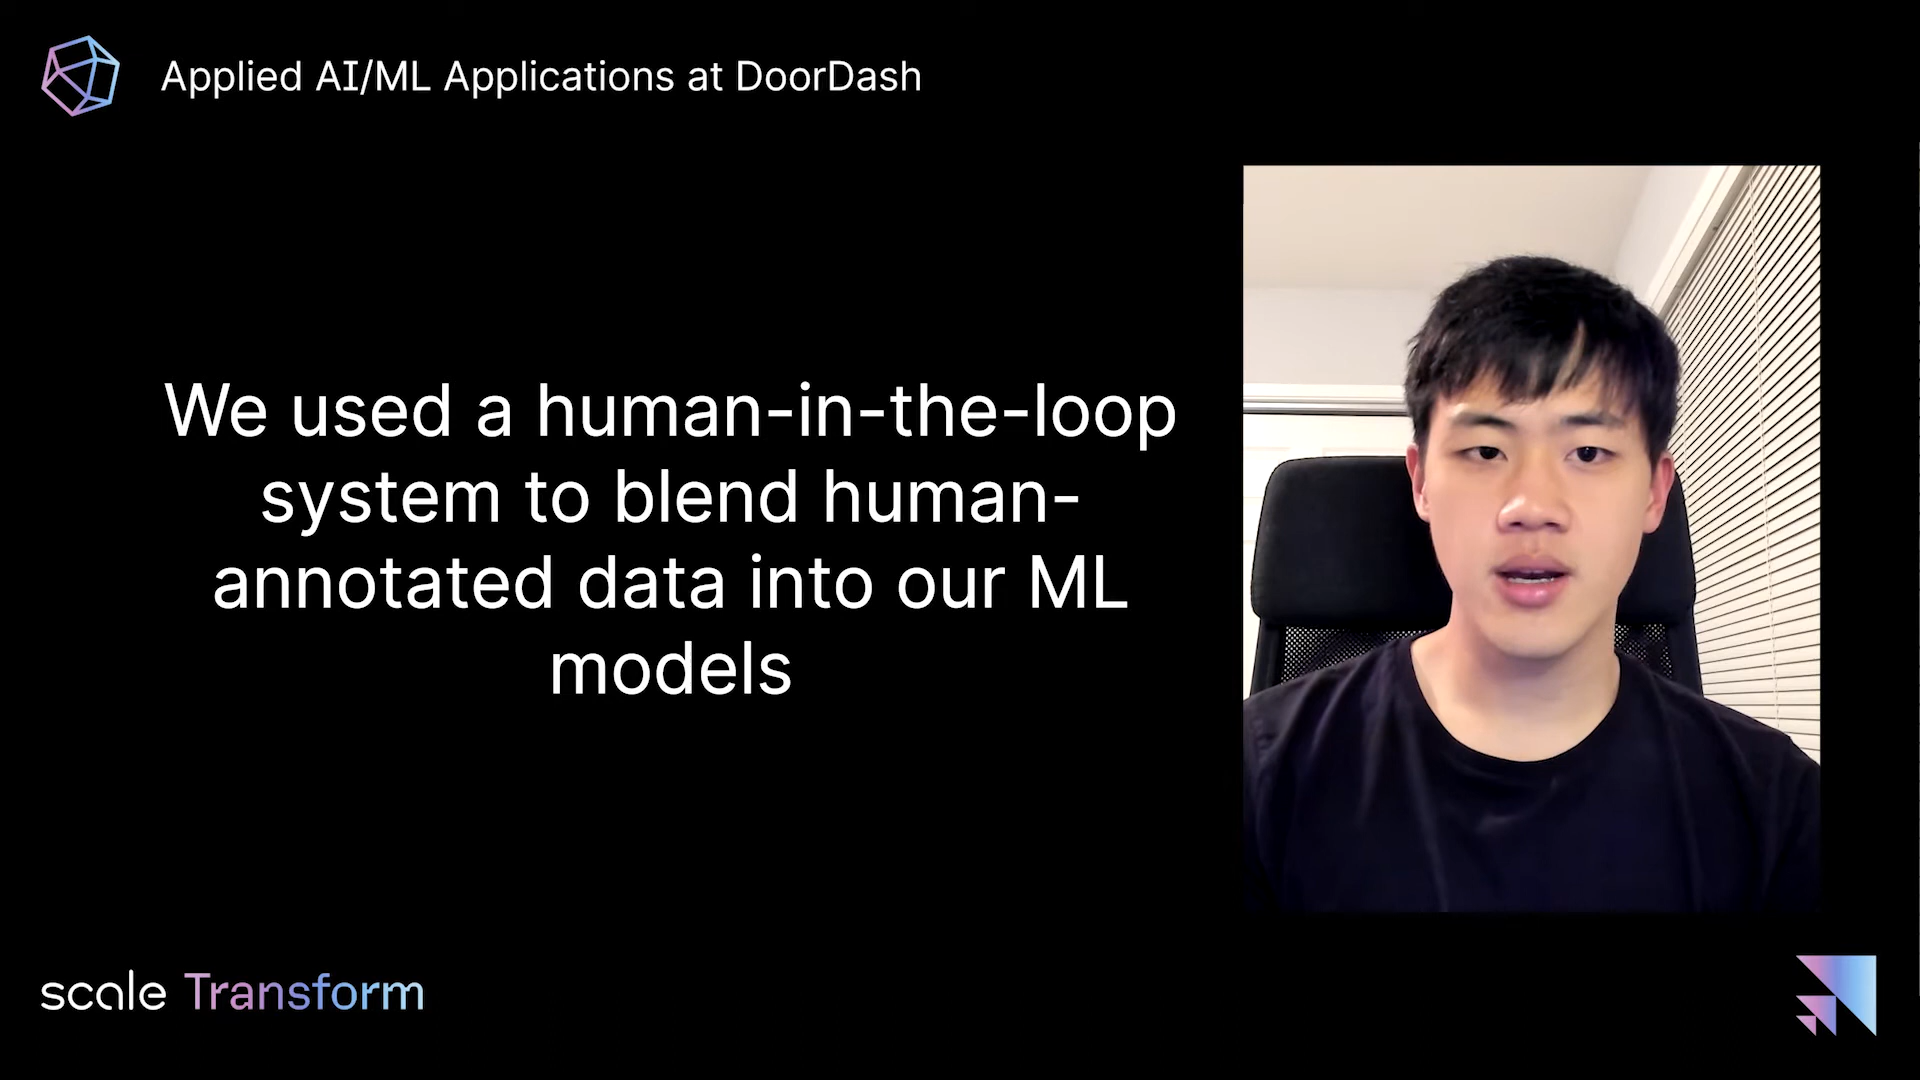 Applied AI/ML Applications at DoorDash
We used a human-in-the-loop
system to blend human-
annotated data into our ML
models
scale Transform